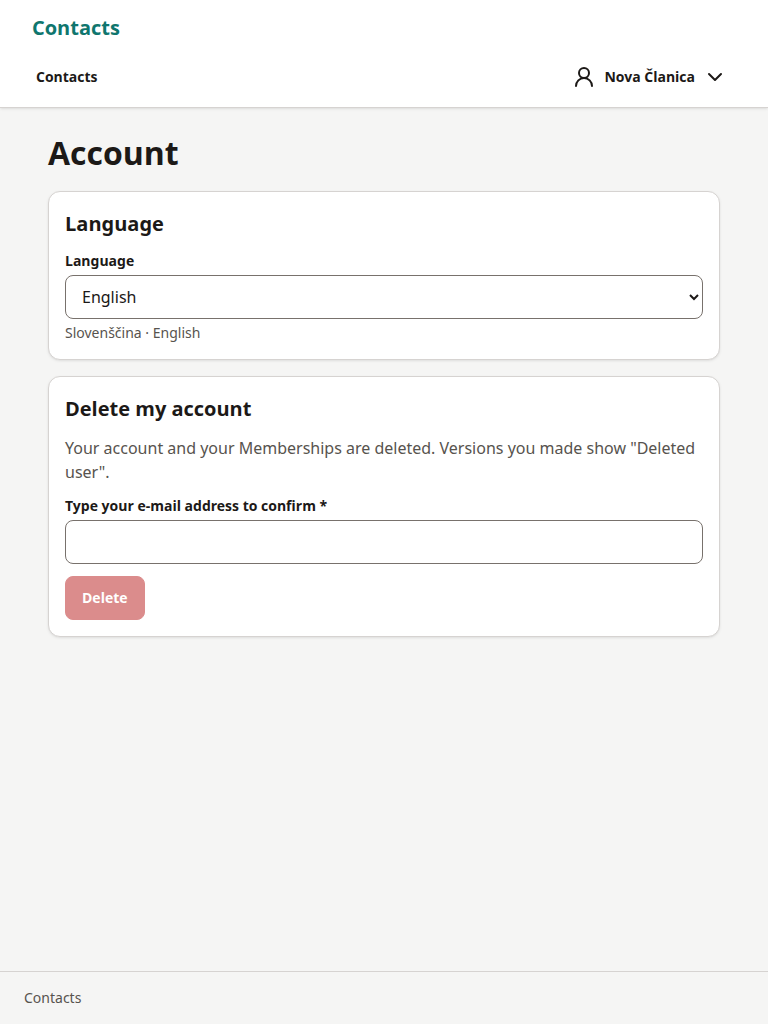 Contacts
Contacts
Nova Članica
Account
Language
Language
English
Slovenščina · English
Delete my account
Your account and your Memberships are deleted. Versions you made show "Deleted
user".
Type your e-mail address to confirm *
Delete
Contacts